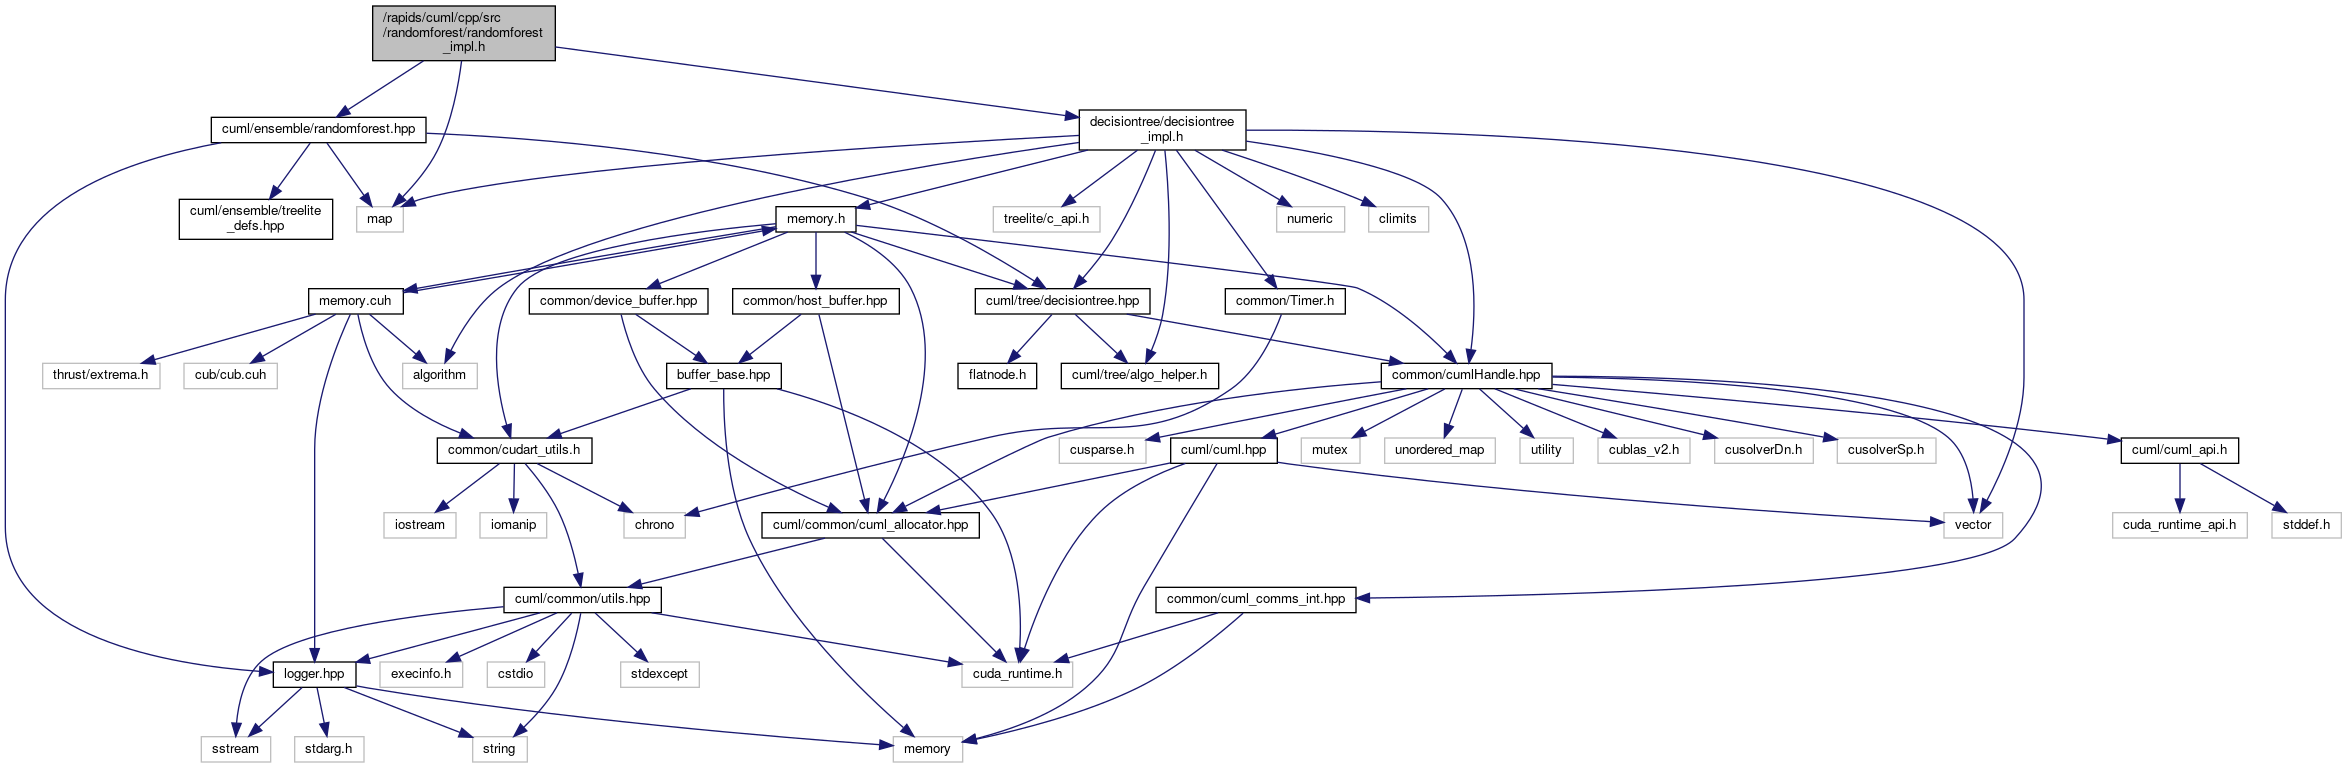 /rapids/cuml/cpp/src
/randomforest/randomforest
_impl.h
cuml/ensemble/randomforest.hpp
decisiontree/decisiontree
_impl.h
cuml/ensemble/treelite
_defs.hpp
map
memory.h
treelite/c_api.h
numeric
climits
memory.cuh
common/device_buffer.hpp
common/host_buffer.hpp
cuml/tree/decisiontree.hpp
common/Timer.h
thrust/extrema.h
cub/cub.cuh
algorithm
buffer_base.hpp
flatnode.h
cuml/tree/algo_helper.h
common/cumlHandle.hpp
common/cudart_utils.h
cusparse.h
cuml/cuml.hpp
mutex
unordered_map
utility
cublas_v2.h
cusolverDn.h
cusolverSp.h
cuml/cuml_api.h
iostream
iomanip
chrono
cuml/common/cuml_allocator.hpp
vector
cuda_runtime_api.h
stddef.h
cuml/common/utils.hpp
common/cuml_comms_int.hpp
logger.hpp
execinfo.h
cstdio
stdexcept
cuda_runtime.h
sstream
stdarg.h
string
memory